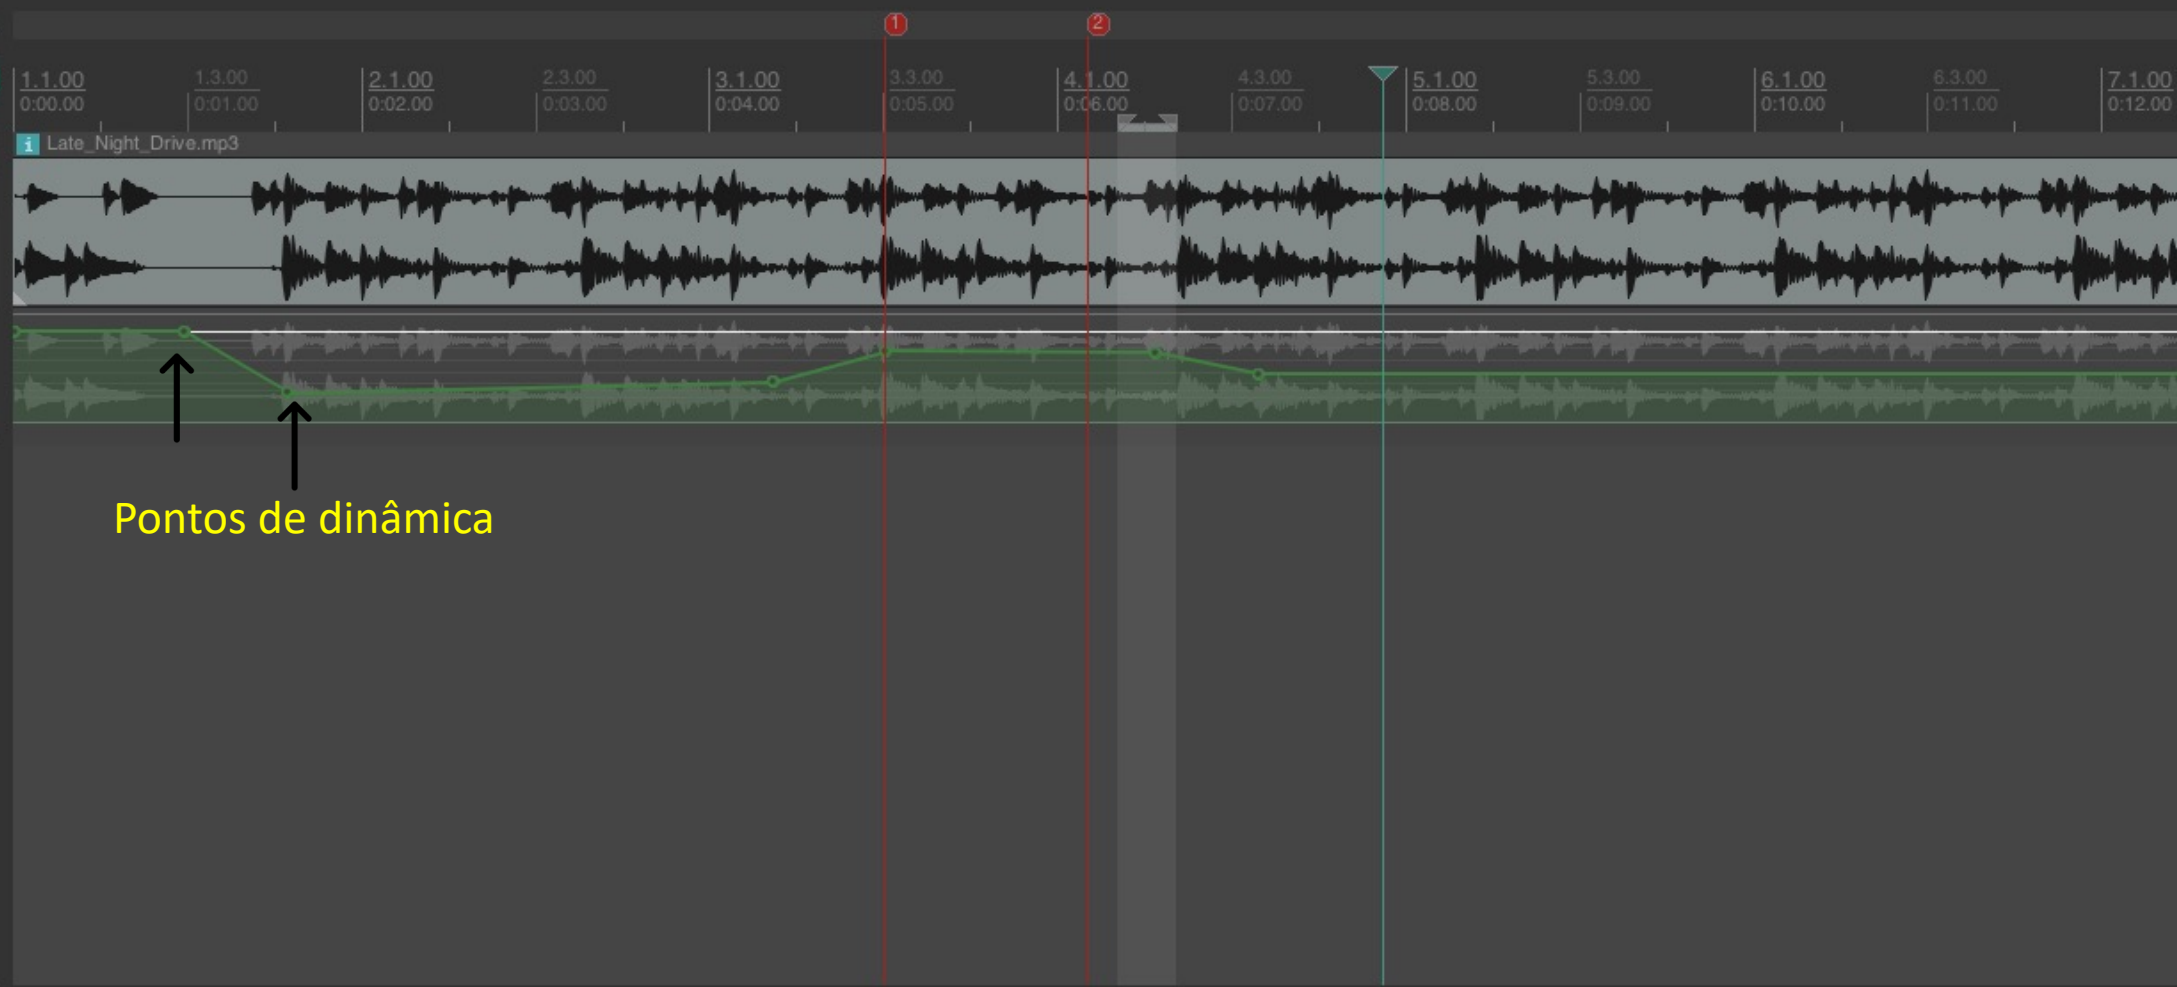 1 2
1.1.00 1.3.00 2.1.00 2.3.00 3.1.00 3.3.00 4.1.00 4.3.00 5.1.00 5.3.00 6.1.00 6.3.00 7.1.00
0:00.00 0:01.00 0:02.00 0:03.00 0:04.00 0:05.00 0:06.00 0:07.00 0:08.00 0:09.00 0:10.00 0:11.00 0:12.00
i Late_Night_Drive.mp3
Pontos de dinâmica